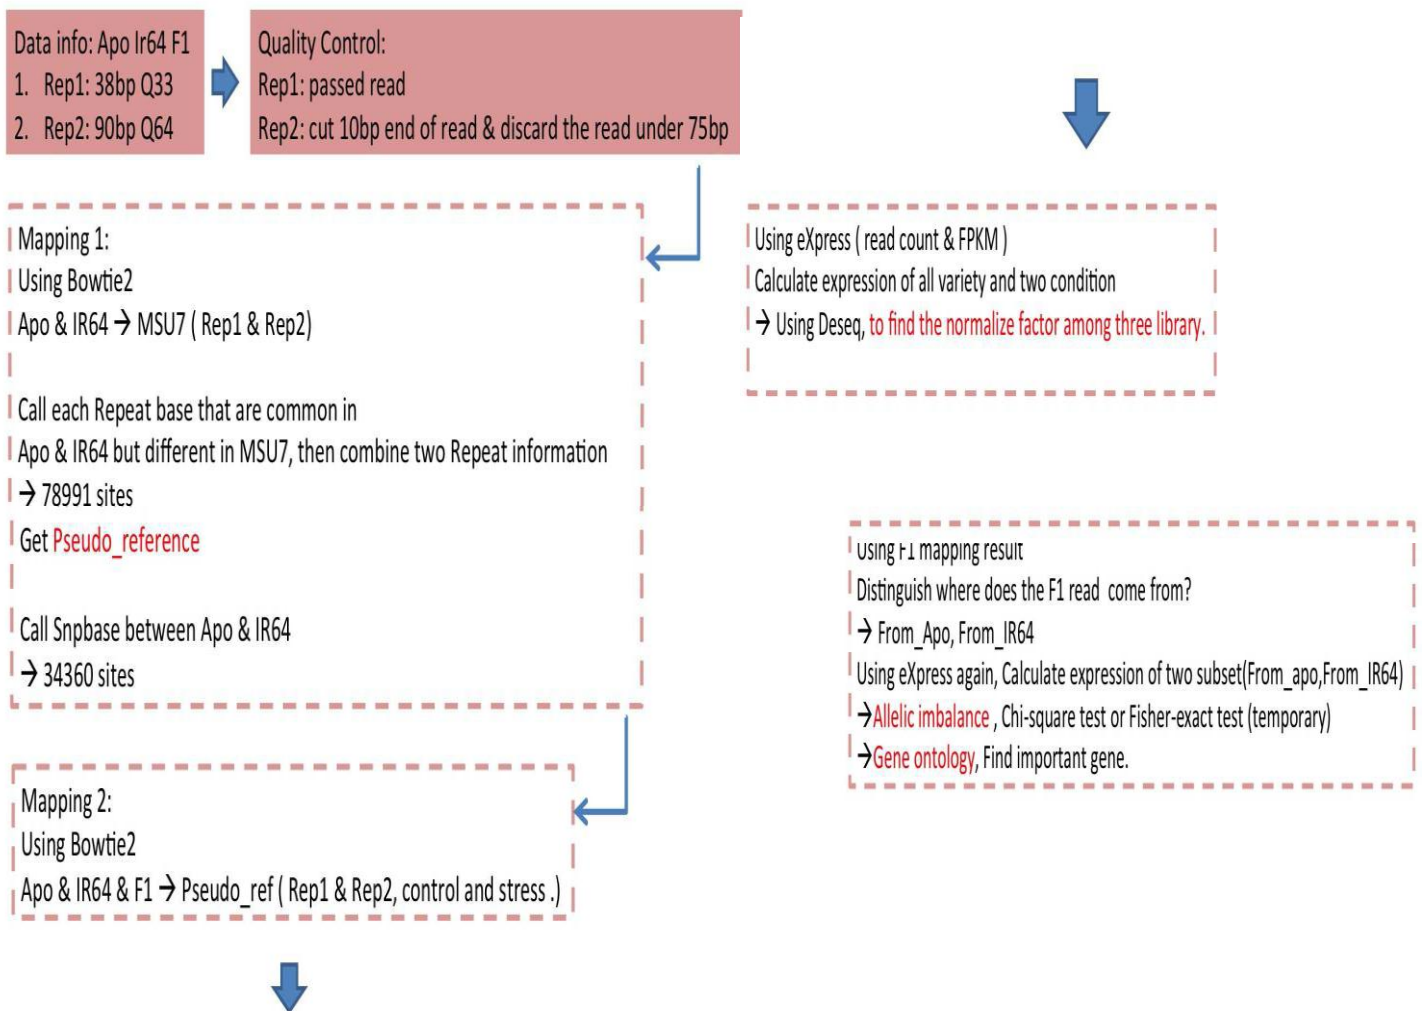 Data info: Apo Ir64 F1
1. Rep1: 38bp Q33
2. Rep2: 90bp Q64
Quality Control:
Rep1: passed read
Rep2: cut 10bp end of read & discard the read under 75bp
Mapping 1:
Using Bowtie2
Apo & IR64 → MSU7 ( Rep1 & Rep2)
Call each Repeat base that are common in
Apo & IR64 but different in MSU7, then combine two Repeat information
→ 78991 sites
Get Pseudo_reference
Call Snpbase between Apo & IR64
→ 34360 sites
Mapping 2:
Using Bowtie2
Apo & IR64 & F1 → Pseudo_ref ( Rep1 & Rep2, control and stress .)
Using eXpress ( read count & FPKM )
Calculate expression of all variety and two condition
→ Using Deseq, to find the normalize factor among three library.
Using F1 mapping result
Distinguish where does the F1 read come from?
→ From_Apo, From_IR64
Using eXpress again, Calculate expression of two subset(From_apo,From_IR64)
→Allelic imbalance , Chi-square test or Fisher-exact test (temporary)
→Gene ontology, Find important gene.